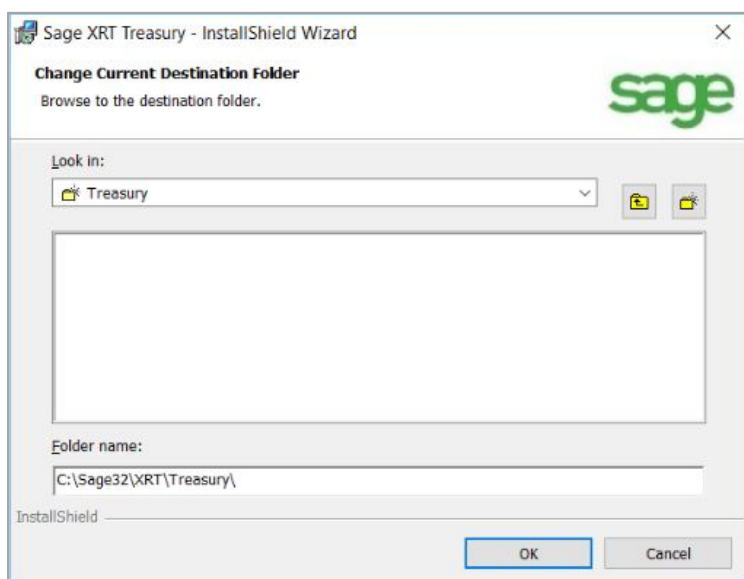 Sage XRT Treasury - InstallShield Wizard
Change Current Destination Folder
Browse to the destination folder.
sage
Look in:
Treasury
Folder name:
C:\Sage32\XRT\Treasury\
InstallShield
OK
Cancel